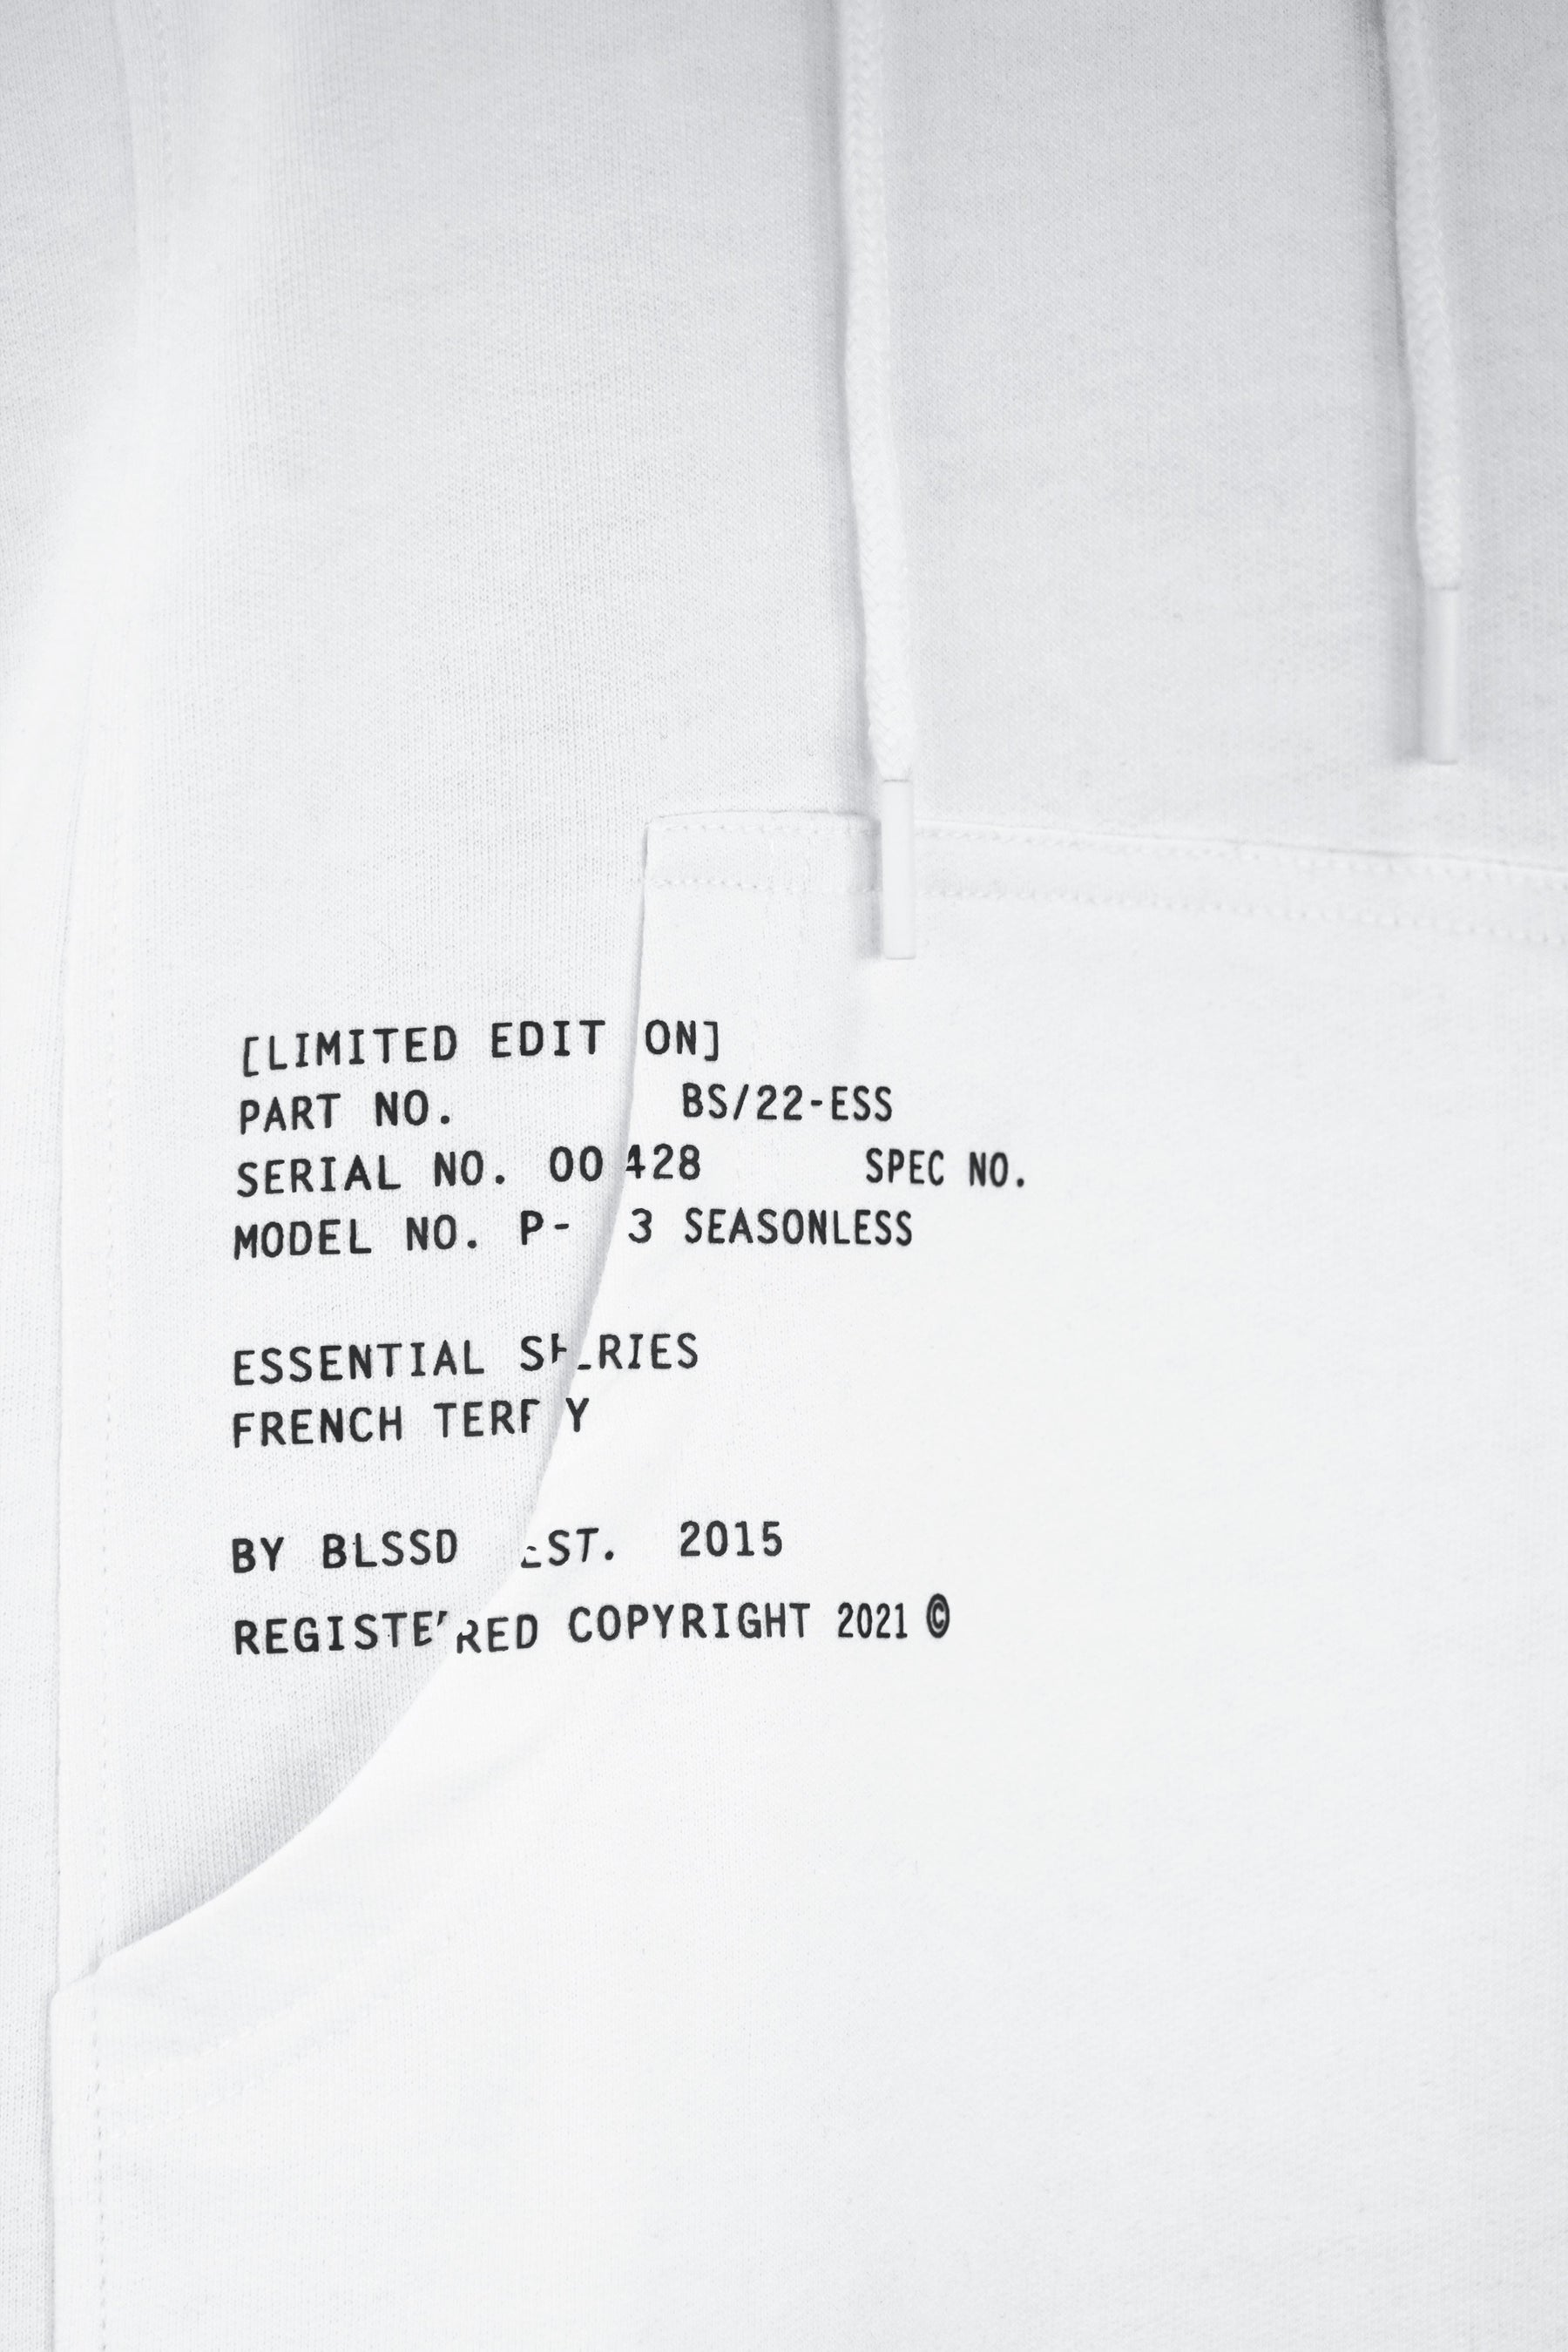 [LIMITED EDIT ON]
PART NO. BS/22-ESS
SERIAL NO. 00 428 SPEC NO.
MODEL NO. P- 3 SEASONLESS
ESSENTIAL SERIES
FRENCH TERRY
BY BLSSD EST. 2015
REGISTERED COPYRIGHT 2021 ©